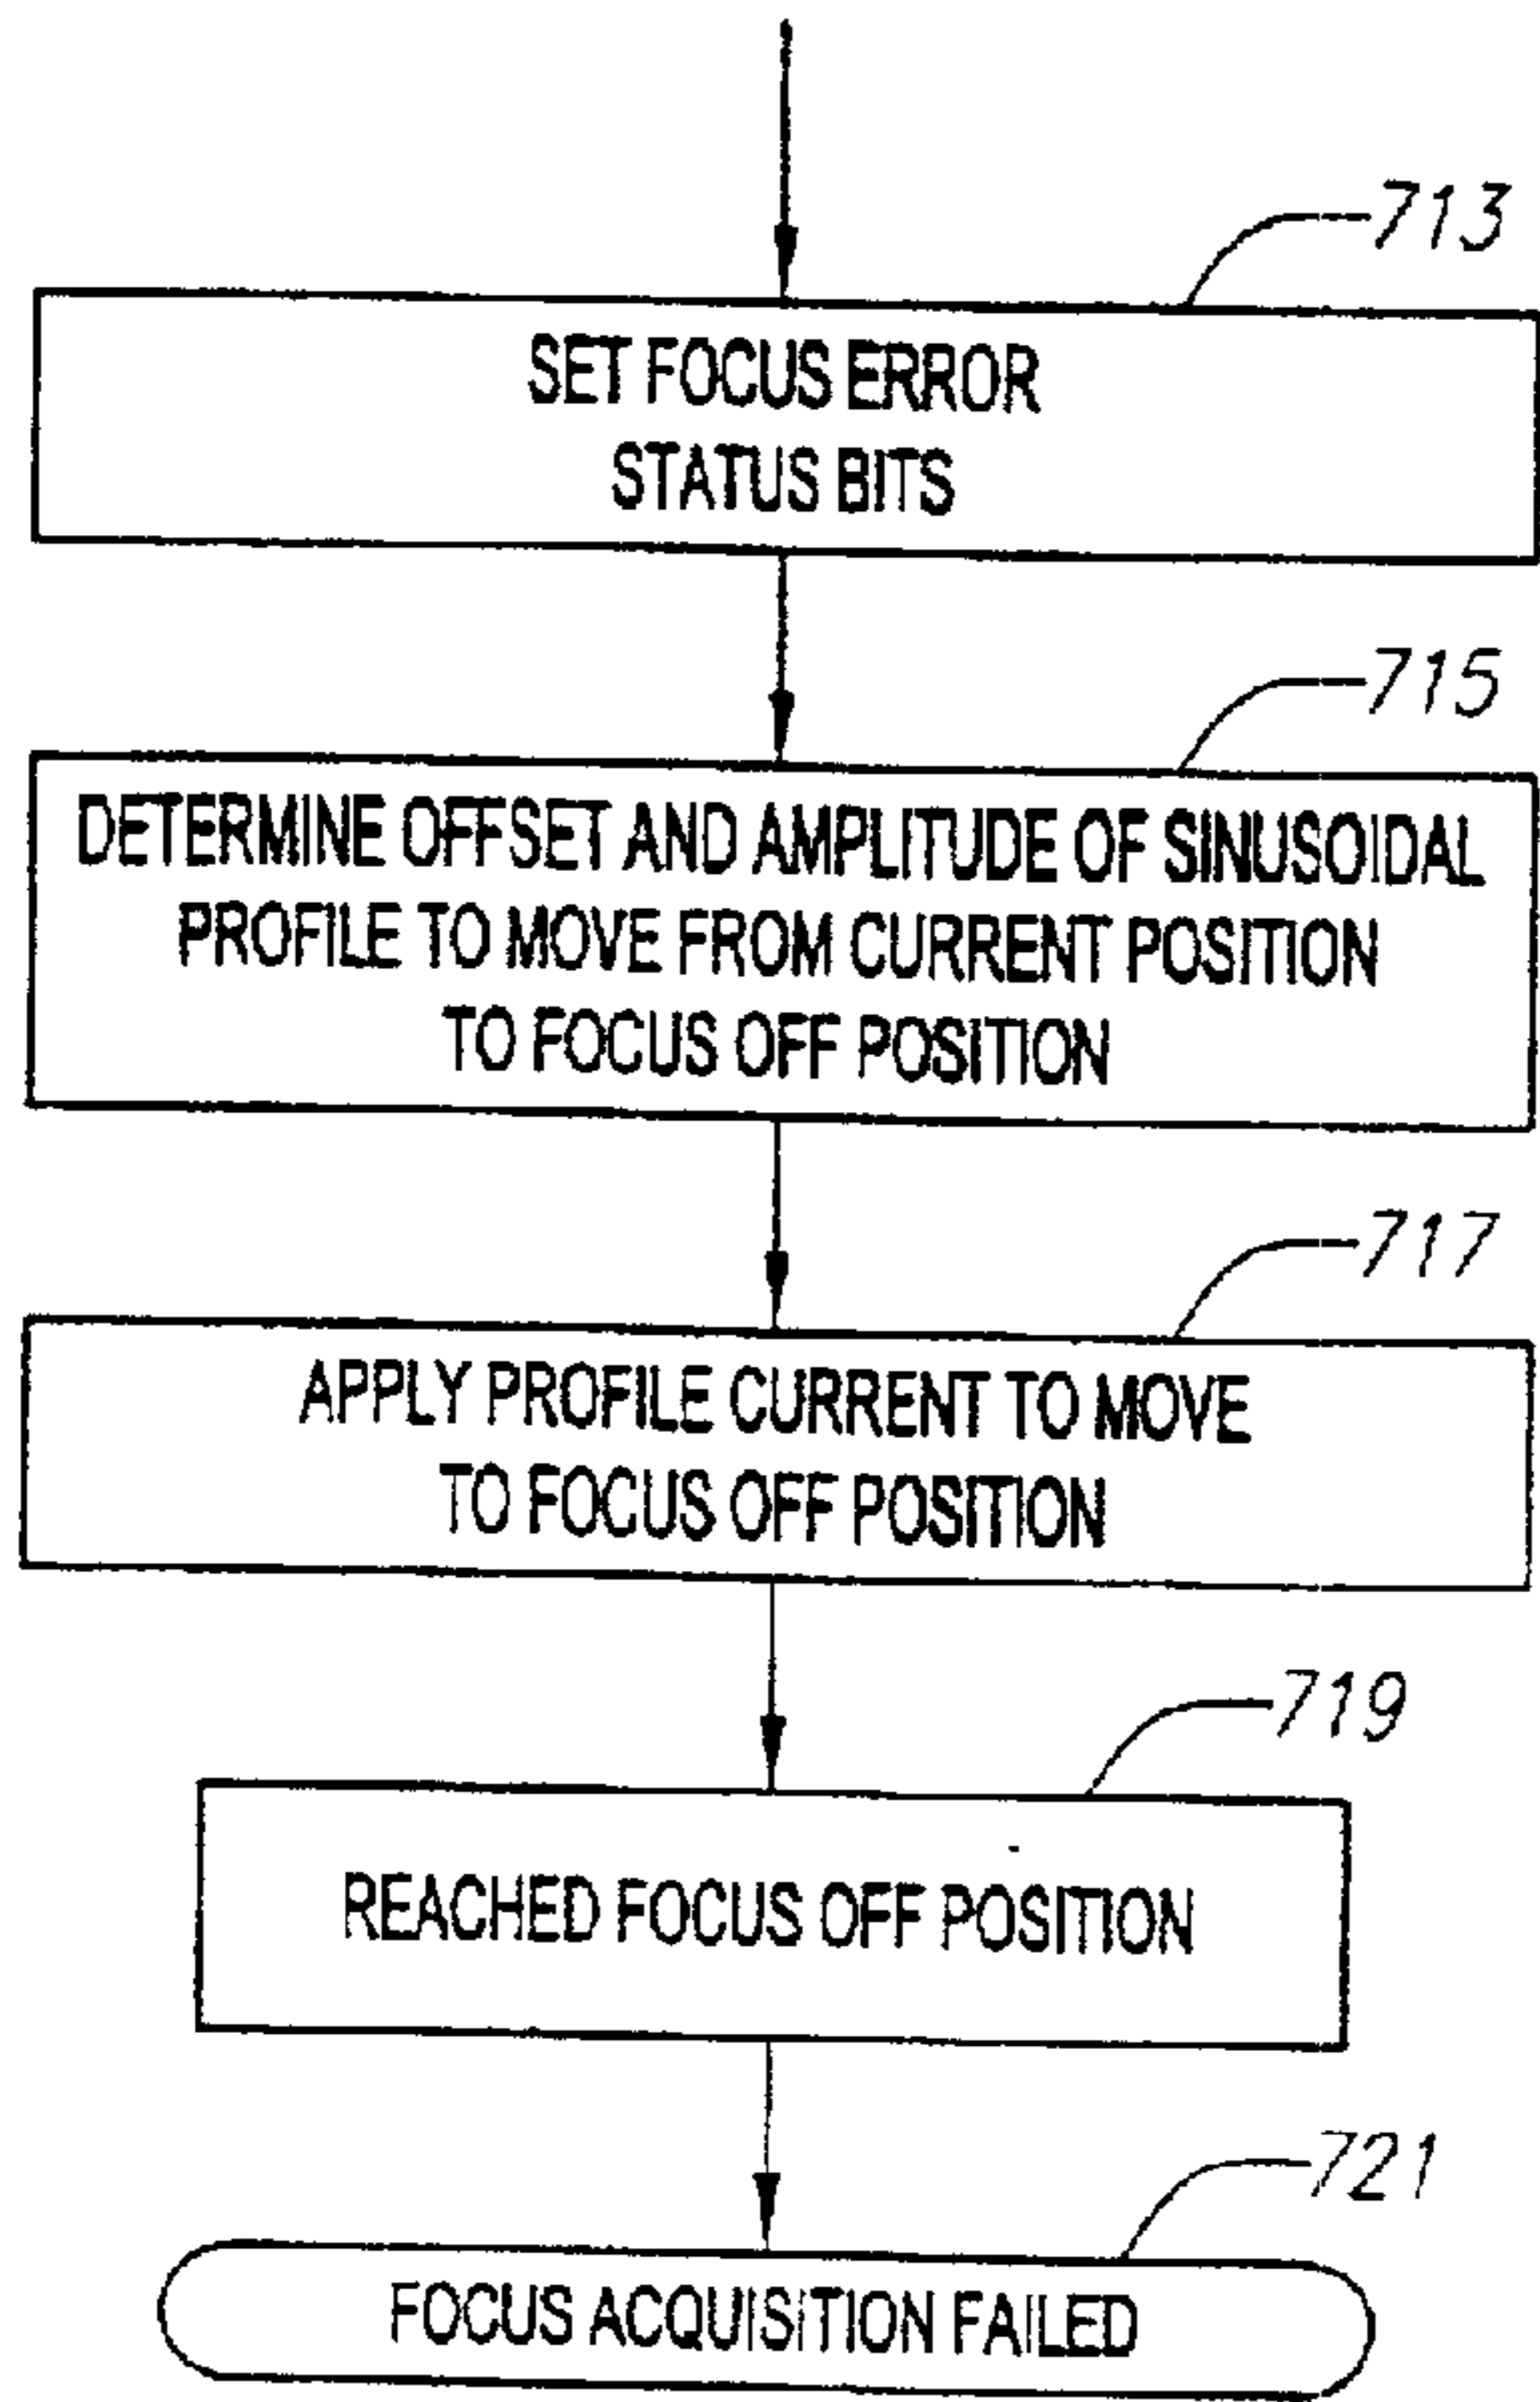 713
SET FOCUS ERROR
STATUS BITS
715
DETERMINE OFFSET AND AMPLITUDE OF SINUSOIDAL
PROFILE TO MOVE FROM CURRENT POSITION
TO FOCUS OFF POSITION
717
APPLY PROFILE CURRENT TO MOVE
TO FOCUS OFF POSITION
719
REACHED FOCUS OFF POSITION
721
FOCUS ACQUISITION FAILED